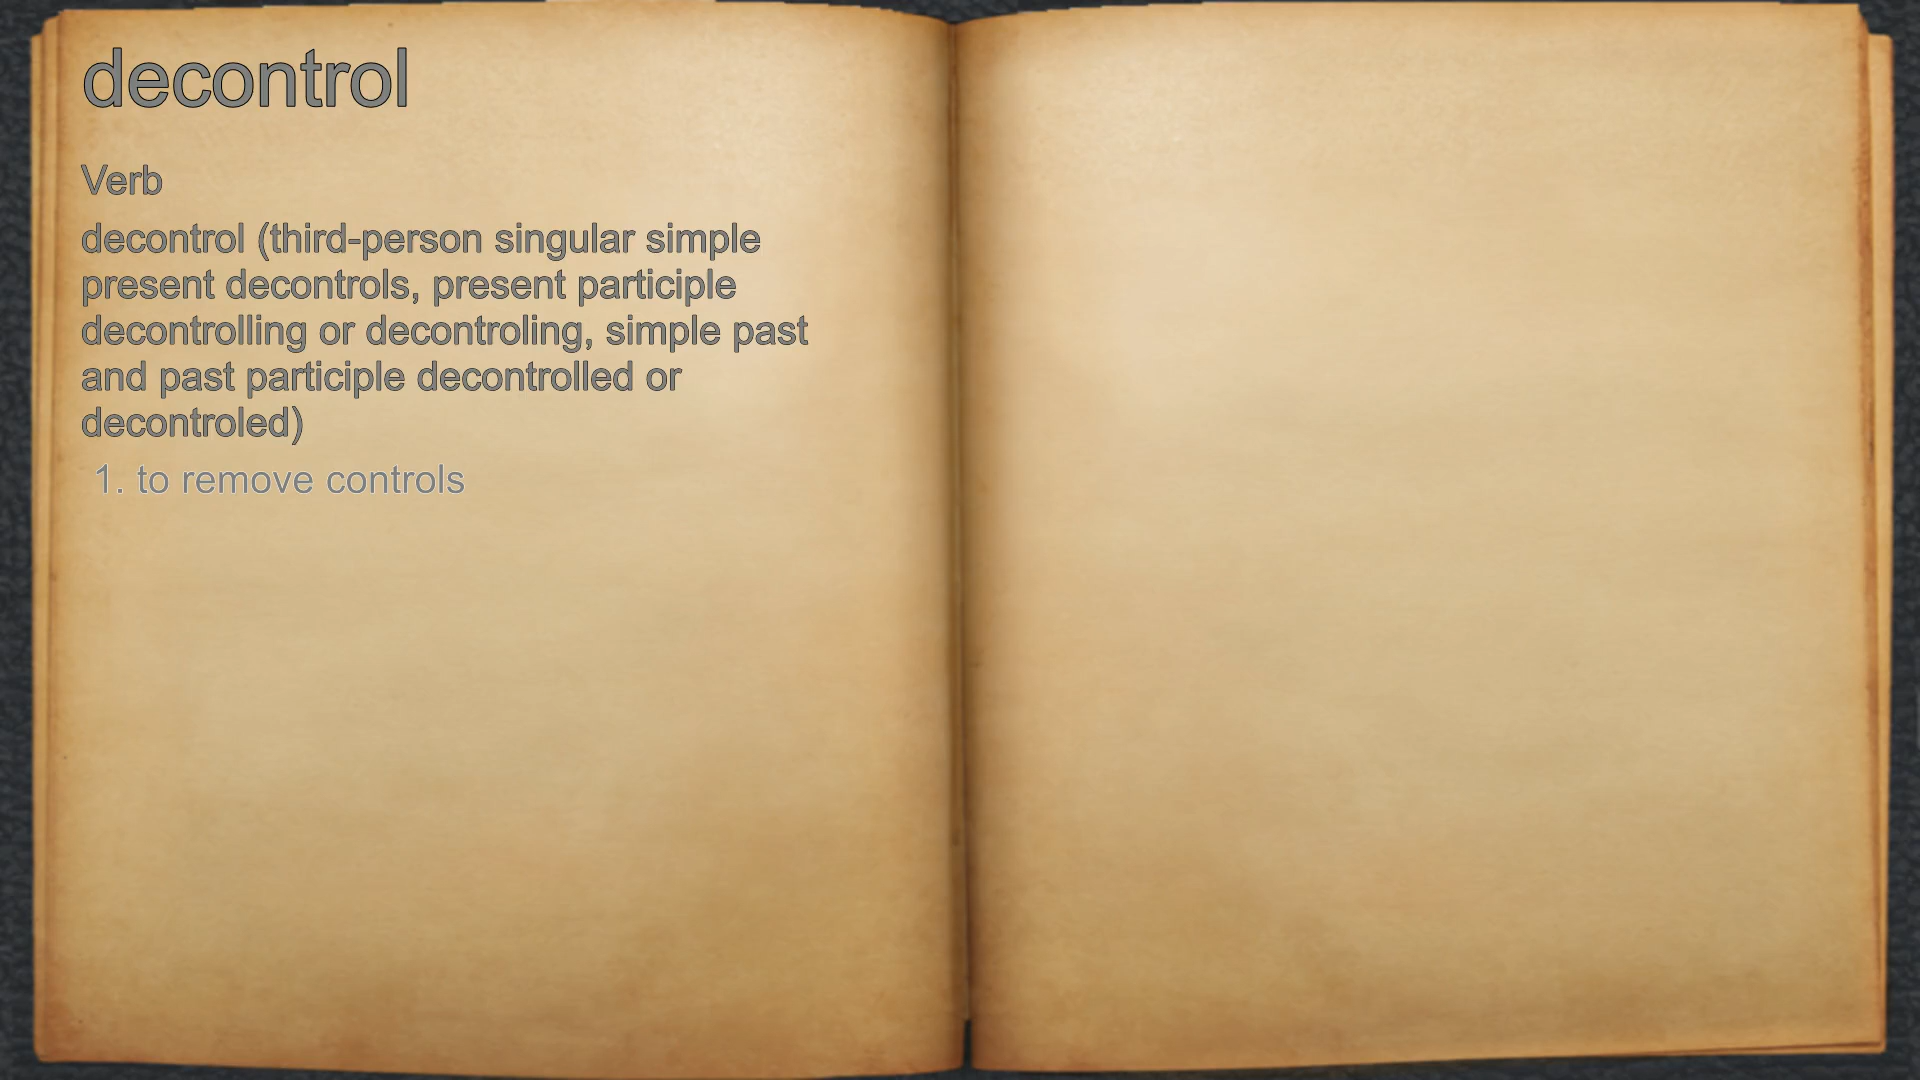 decontrol
Verb
decontrol (third-person singular simple
present decontrols, present participle
decontrolling or decontroling, simple past
and past participle decontrolled or
decontroled)
1. to remove controls